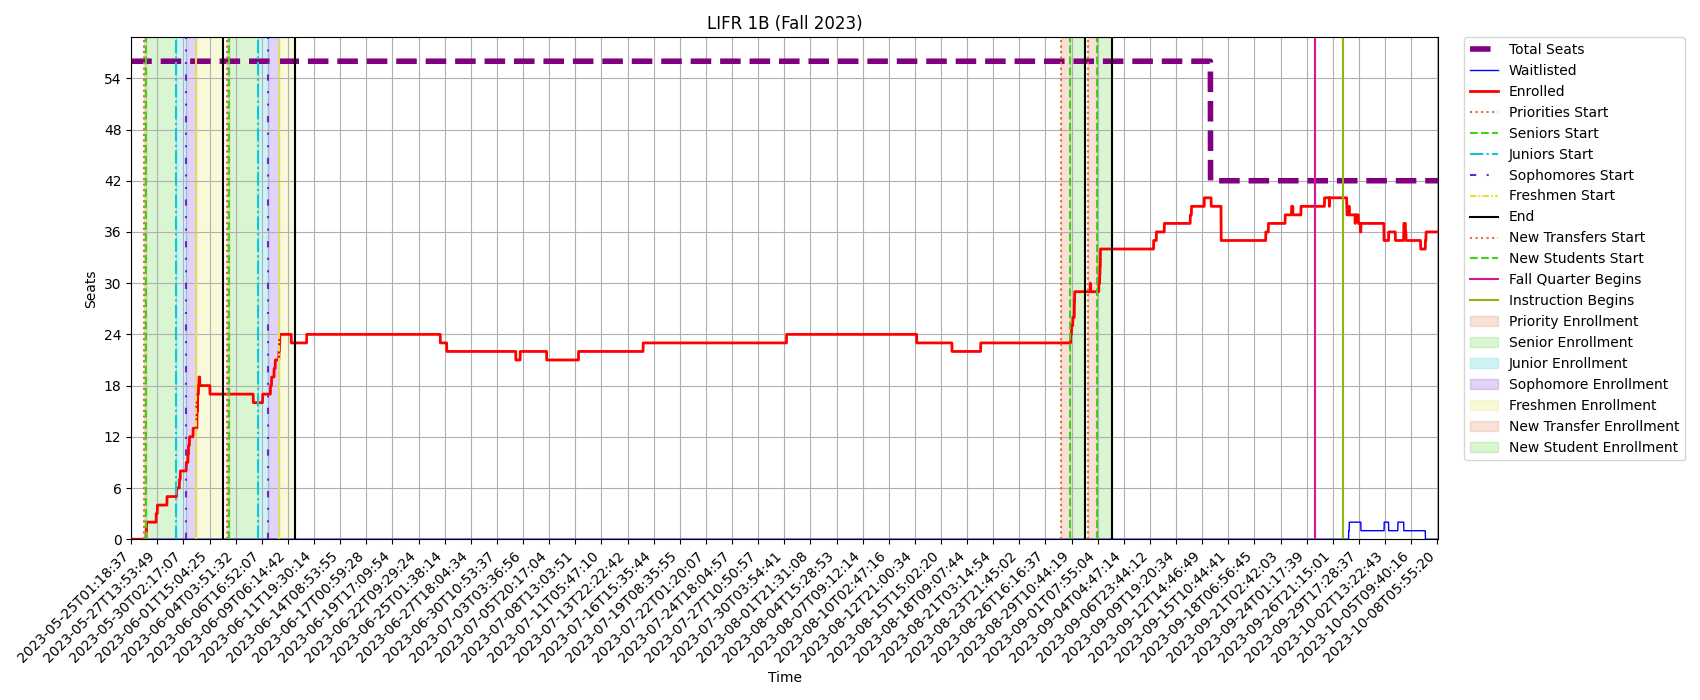 LIFR 1B (Fall 2023)
Seats
54
48
42
36
30
24
18
12
6
0
2023-05-25T01:18:37
2023-05-27T13:53:49
2023-05-30T02:17:07
2023-06-01T15:04:25
2023-06-04T03:51:32
2023-06-06T16:52:07
2023-06-09T06:14:42
2023-06-11T19:30:14
2023-06-14T08:53:55
2023-06-17T00:59:28
2023-06-19T17:09:54
2023-06-22T09:29:24
2023-06-25T01:38:14
2023-06-27T18:04:34
2023-06-30T10:53:37
2023-07-03T03:36:56
2023-07-05T20:17:04
2023-07-08T13:03:51
2023-07-11T05:47:10
2023-07-13T22:22:42
2023-07-16T15:35:44
2023-07-19T08:35:55
2023-07-22T01:20:07
2023-07-24T18:04:57
2023-07-27T10:50:57
2023-07-30T03:54:41
2023-08-01T21:31:08
2023-08-04T15:28:53
2023-08-07T09:12:14
2023-08-10T02:47:16
2023-08-12T21:00:34
2023-08-15T15:02:20
2023-08-18T09:07:44
2023-08-21T03:14:54
2023-08-23T21:45:02
2023-08-26T16:16:37
2023-08-29T10:44:19
2023-09-01T07:55:04
2023-09-04T04:47:14
2023-09-06T23:44:12
2023-09-09T19:20:34
2023-09-12T14:46:49
2023-09-15T10:44:41
2023-09-18T06:56:45
2023-09-21T02:42:03
2023-09-24T01:17:39
2023-09-26T21:15:01
2023-09-29T17:28:37
2023-10-02T13:22:43
2023-10-05T09:40:16
2023-10-08T05:55:20
Time
Total Seats
Waitlisted
Enrolled
Priorities Start
Seniors Start
Juniors Start
Sophomores Start
Freshmen Start
End
New Transfers Start
New Students Start
Fall Quarter Begins
Instruction Begins
Priority Enrollment
Senior Enrollment
Junior Enrollment
Sophomore Enrollment
Freshmen Enrollment
New Transfer Enrollment
New Student Enrollment